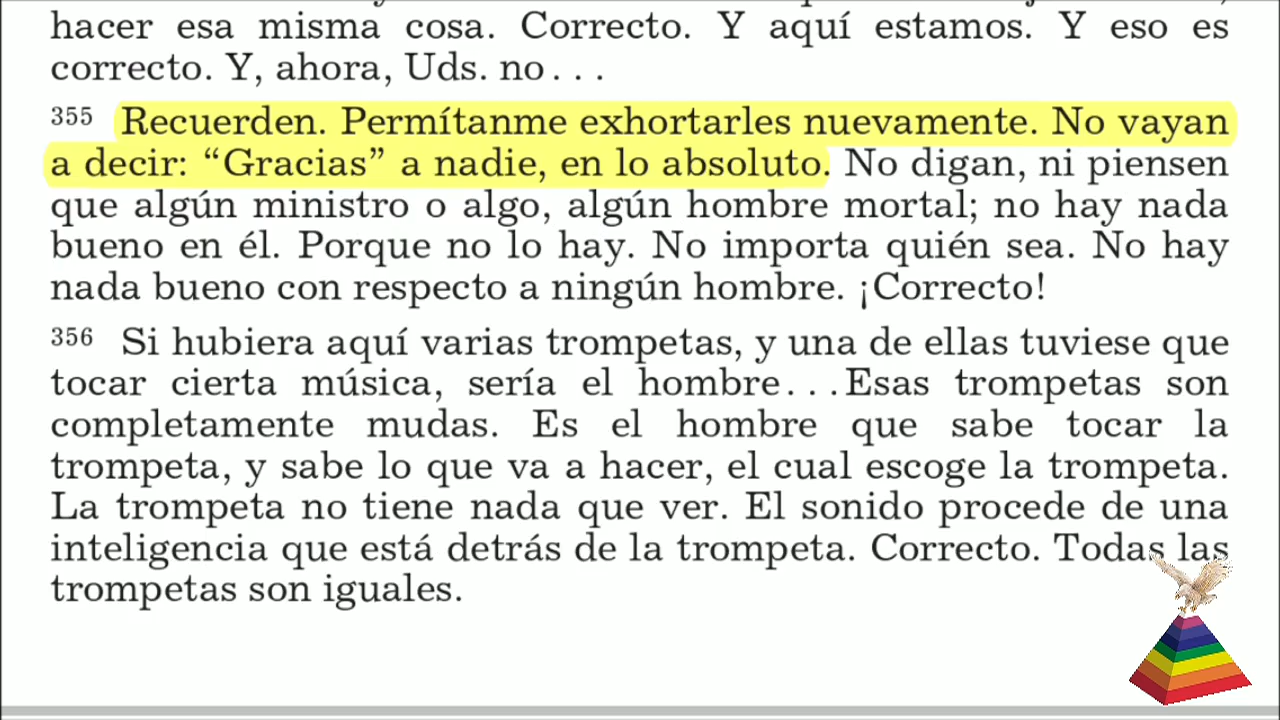 hacer esa misma cosa. Correcto. Y aquí estamos. Y eso es
correcto. Y, ahora, Uds. no . . .
355 Recuerden. Permítanme exhortarles nuevamente. No vayan
a decir: “Gracias” a nadie, en lo absoluto. No digan, ni piensen
que algún ministro o algo, algún hombre mortal; no hay nada
bueno en él. Porque no lo hay. No importa quién sea. No hay
nada bueno con respecto a ningún hombre. ¡Correcto!
356 Si hubiera aquí varias trompetas, y una de ellas tuviese que
tocar cierta música, sería el hombre. . .Esas trompetas son
completamente mudas. Es el hombre que sabe tocar la
trompeta, y sabe lo que va a hacer, el cual escoge la trompeta.
La trompeta no tiene nada que ver. El sonido procede de una
inteligencia que está detrás de la trompeta. Correcto. Todas las
trompetas son iguales.